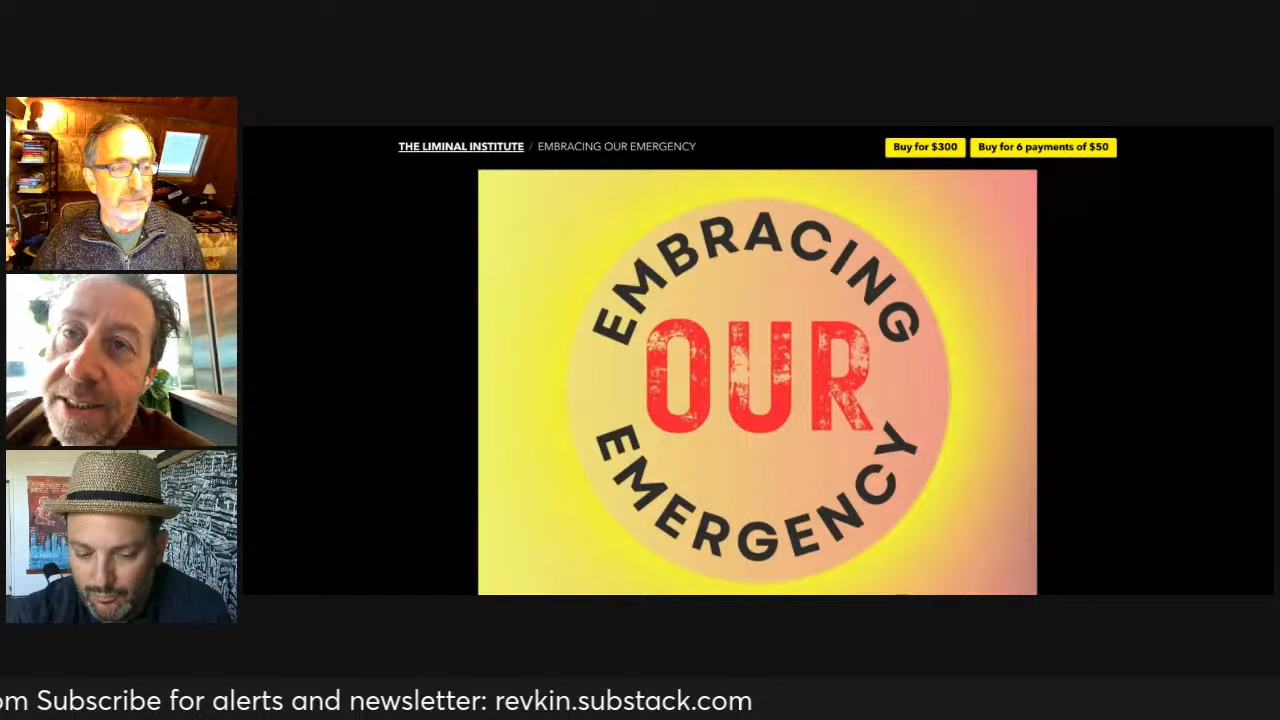 THE LIMINAL INSTITUTE / EMBRACING OUR EMERGENCY
Buy for $300
Buy for 6 payments of $50
EMBRACING
OUR
EMERGENCY
om Subscribe for alerts and newsletter: revkin.substack.com